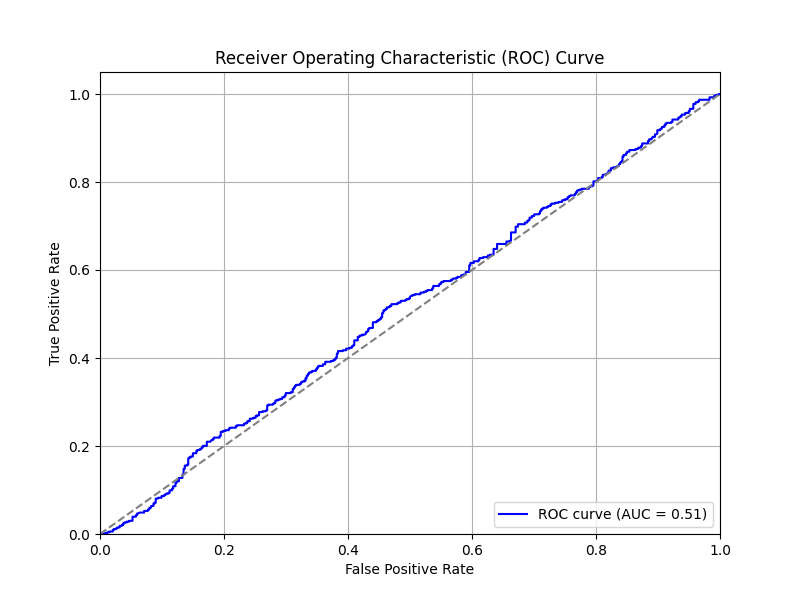 Receiver Operating Characteristic (ROC) Curve
True Positive Rate
1.0
0.8
0.6
0.4
0.2
0.0
0.0 0.2 0.4 0.6 0.8 1.0
False Positive Rate
ROC curve (AUC = 0.51)